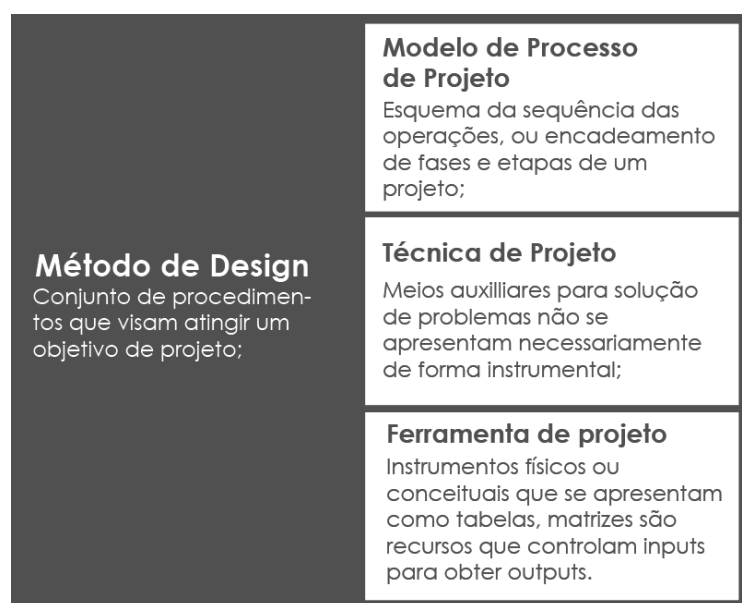 Método de Design
Conjunto de procedimen-
tos que visam atingir um
objetivo de projeto;
Modelo de Processo
de Projeto
Esquema da sequência das
operações, ou encadeamento
de fases e etapas de um
projeto;
Técnica de Projeto
Meios auxilliares para solução
de problemas não se
apresentam necessariamente
de forma instrumental;
Ferramenta de projeto
Instrumentos físicos ou
conceituais que se apresentam
como tabelas, matrizes são
recursos que controlam inputs
para obter outputs.